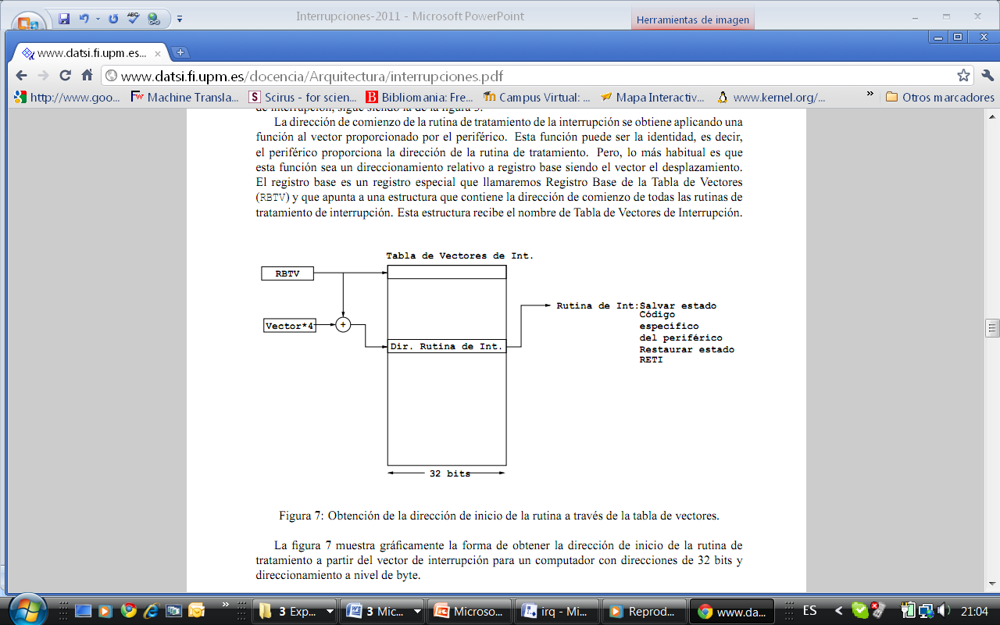 Interrupciones-2011 - Microsoft PowerPoint
Herramientas de imagen
www.datsi.fi.upm.es...
www.datsi.fi.upm.es/docencia/Arquitectura/interrupciones.pdf
http://www.goo... Machine Transla... Scirus - for scien... Bibliomania: Fre... Campus Virtual: ... Mapa Interactiv... www.kernel.org/... » Otros marcadores
de interrupción, sigue siendo la de la figura 5.
La dirección de comienzo de la rutina de tratamiento de la interrupción se obtiene aplicando una
función al vector proporcionado por el periférico. Esta función puede ser la identidad, es decir,
el periférico proporciona la dirección de la rutina de tratamiento. Pero, lo más habitual es que
esta función sea un direccionamiento relativo a registro base siendo el vector el desplazamiento.
El registro base es un registro especial que llamaremos Registro Base de la Tabla de Vectores
(RBTV) y que apunta a una estructura que contiene la dirección de comienzo de todas las rutinas de
tratamiento de interrupción. Esta estructura recibe el nombre de Tabla de Vectores de Interrupción.
Tabla de Vectores de Int.
RBTV
Vector*4
+
Dir. Rutina de Int.
Rutina de Int:Salvar estado
Código
específico
del periférico
Restaurar estado
RETI
32 bits
Figura 7: Obtención de la dirección de inicio de la rutina a través de la tabla de vectores.
La figura 7 muestra gráficamente la forma de obtener la dirección de inicio de la rutina de
tratamiento a partir del vector de interrupción para un computador con direcciones de 32 bits y
direccionamiento a nivel de byte.
» 3 Exp... 3 Mic... Microso... irq - Mi... Reprod... www.da... ES 21:04